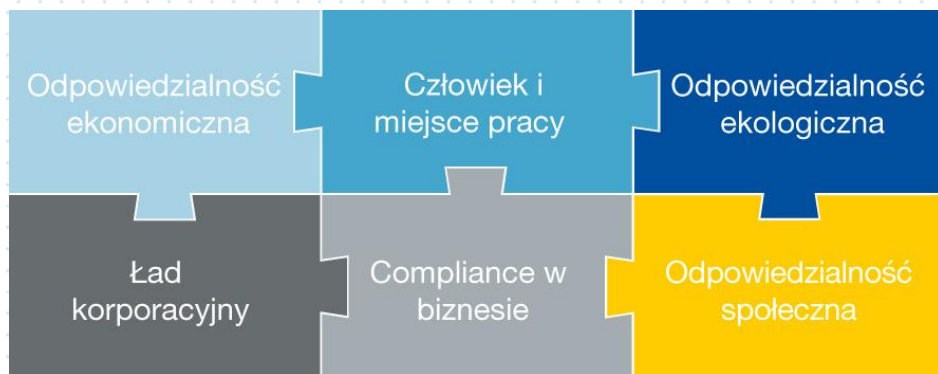 Odpowiedzialność
ekonomiczna
Człowiek i
miejsce pracy
Odpowiedzialność
ekologiczna
Ład
korporacyjny
Compliance w
biznesie
Odpowiedzialność
społeczna